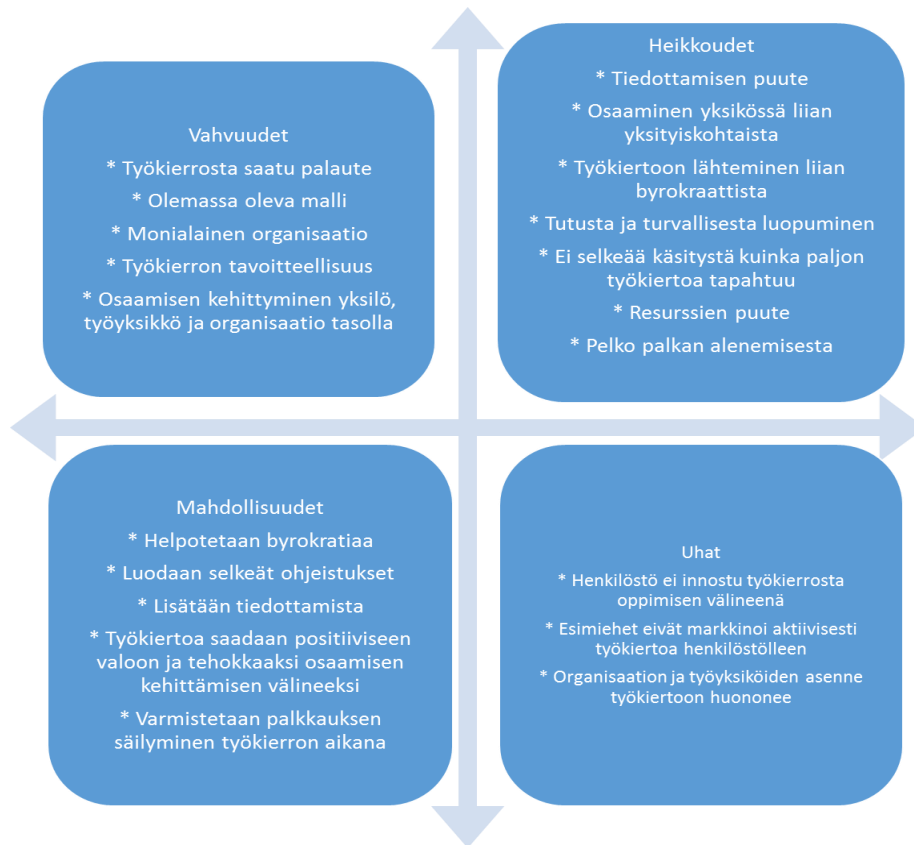 Vahvuudet
* Työkierrosta saatu palaute
* Olemassa oleva malli
* Monialainen organisaatio
* Työkierron tavoitteellisuus
* Osaamisen kehittyminen yksilö,
työyksikkö ja organisaatio tasolla
Heikkoudet
* Tiedottamisen puute
* Osaaminen yksikössä liian
yksityiskohtaista
* Työkiertoon lähteminen liian
byrokraattista
* Tutusta ja turvallisesta luopuminen
* Ei selkeää käsitystä kuinka paljon
työkiertoa tapahtuu
* Resurssien puute
* Pelko palkan alenemisesta
Mahdollisuudet
* Helpotetaan byrokratiaa
* Luodaan selkeät ohjeistukset
* Lisätään tiedottamista
* Työkiertoa saadaan positiiviseen
valoon ja tehokkaaksi osaamisen
kehittämisen välineeksi
* Varmistetaan palkkauksen
säilyminen työkierron aikana
Uhat
* Henkilöstö ei innostu työkierrosta
oppimisen välineenä
* Esimiehet eivät markkinoi aktiivisesti
työkiertoa henkilöstölleen
* Organisaation ja työyksiköiden asenne
työkiertoon huononee